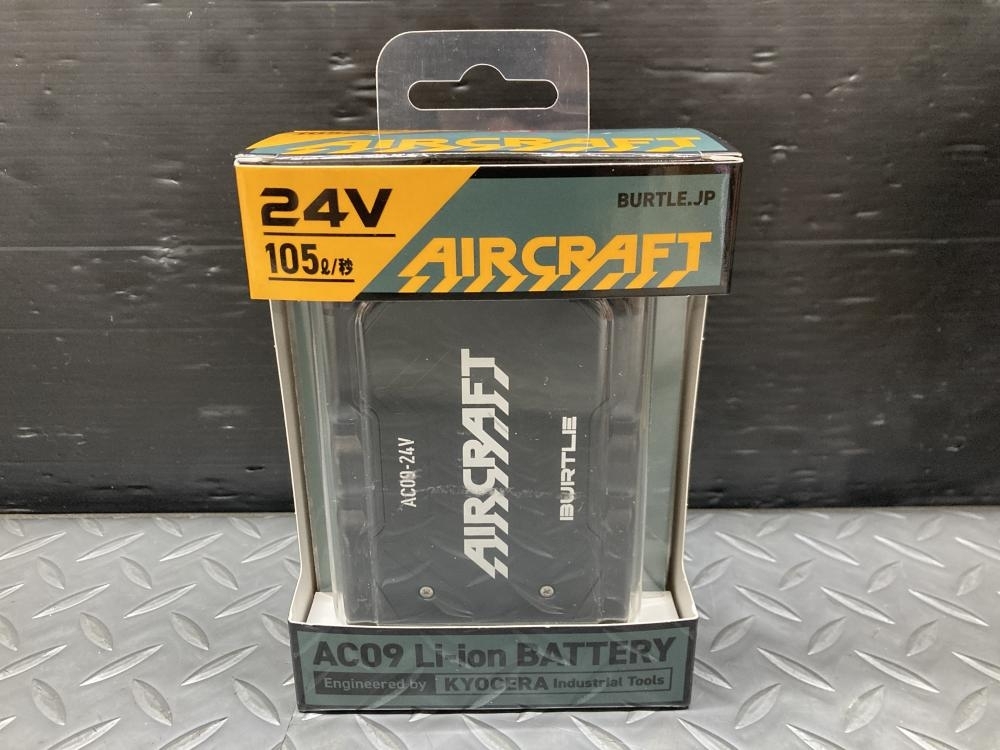 AIRCRAFT
24V
105ℓ/秒
BURTLE.JP
AIRCRAFT
AC09-24V
AIRCRAFT
BURTLE
AC09 Li-ion BATTERY
Engineered by KYOCERA Industrial Tools